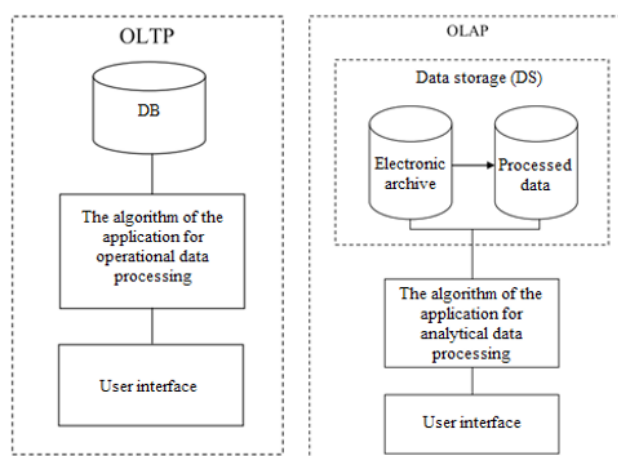 OLTP
DB
The algorithm of the
application for
operational data
processing
User interface
OLAP
Data storage (DS)
Electronic
archive
Processed
data
The algorithm of the
application for
analytical data
processing
User interface